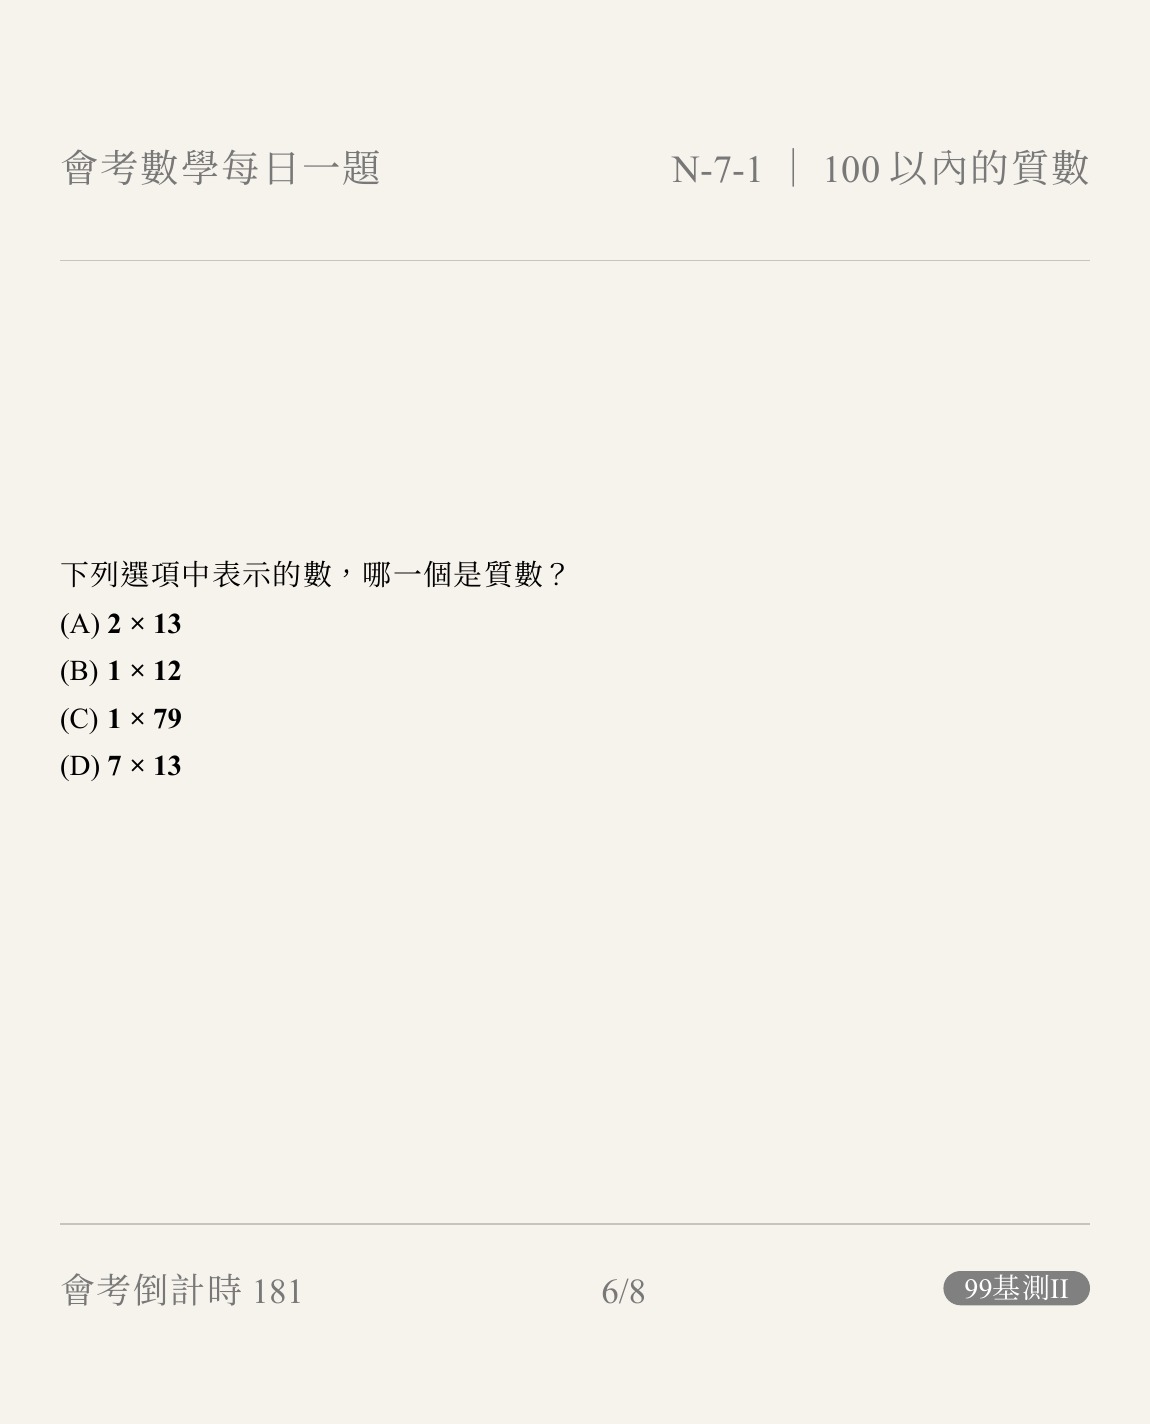 會考數學每日一題
N-7-1 | 100 以內的質數
下列選項中表示的數，哪一個是質數？
(A) 2 × 13
(B) 1 × 12
(C) 1 × 79
(D) 7 × 13
會考倒計時 181
6/8
99基測II